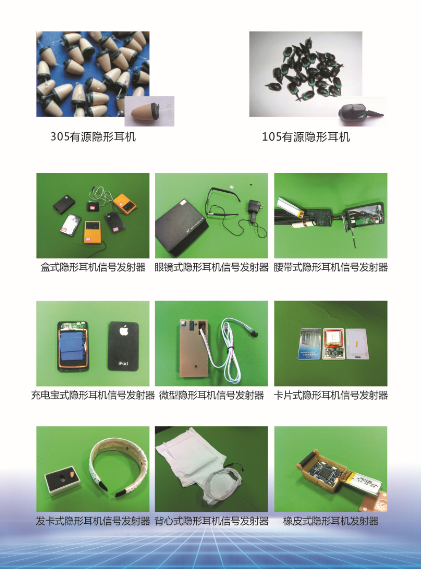 305有源隐形耳机
105有源隐形耳机
盒式隐形耳机信号发射器
眼镜式隐形耳机信号发射器
腰带式隐形耳机信号发射器
iPod
充电宝式隐形耳机信号发射器
微型隐形耳机信号发射器
卡片式隐形耳机信号发射器
发卡式隐形耳机信号发射器
背心式隐形耳机信号发射器
橡皮式隐形耳机发射器